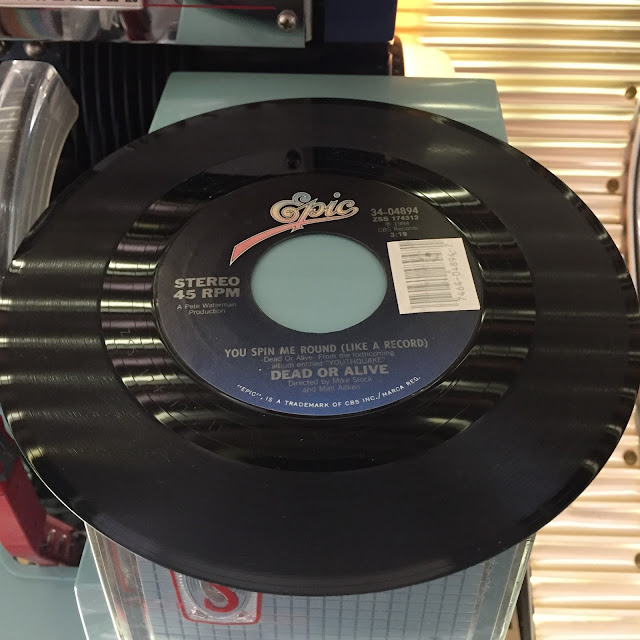 Epic
34-04894
ZSS 174312
CBS Records
3:19
STEREO
45 RPM
A Pete Waterman
Production
YOU SPIN ME ROUND (LIKE A RECORD)
-Dead Or Alive- From the forthcoming
album entitled "YOUTHQUAKE"
DEAD OR ALIVE
Directed by Mike Stock
and Matt Aitken
"EPIC", IS A TRADEMARK OF CBS INC./MARCA REG.
S